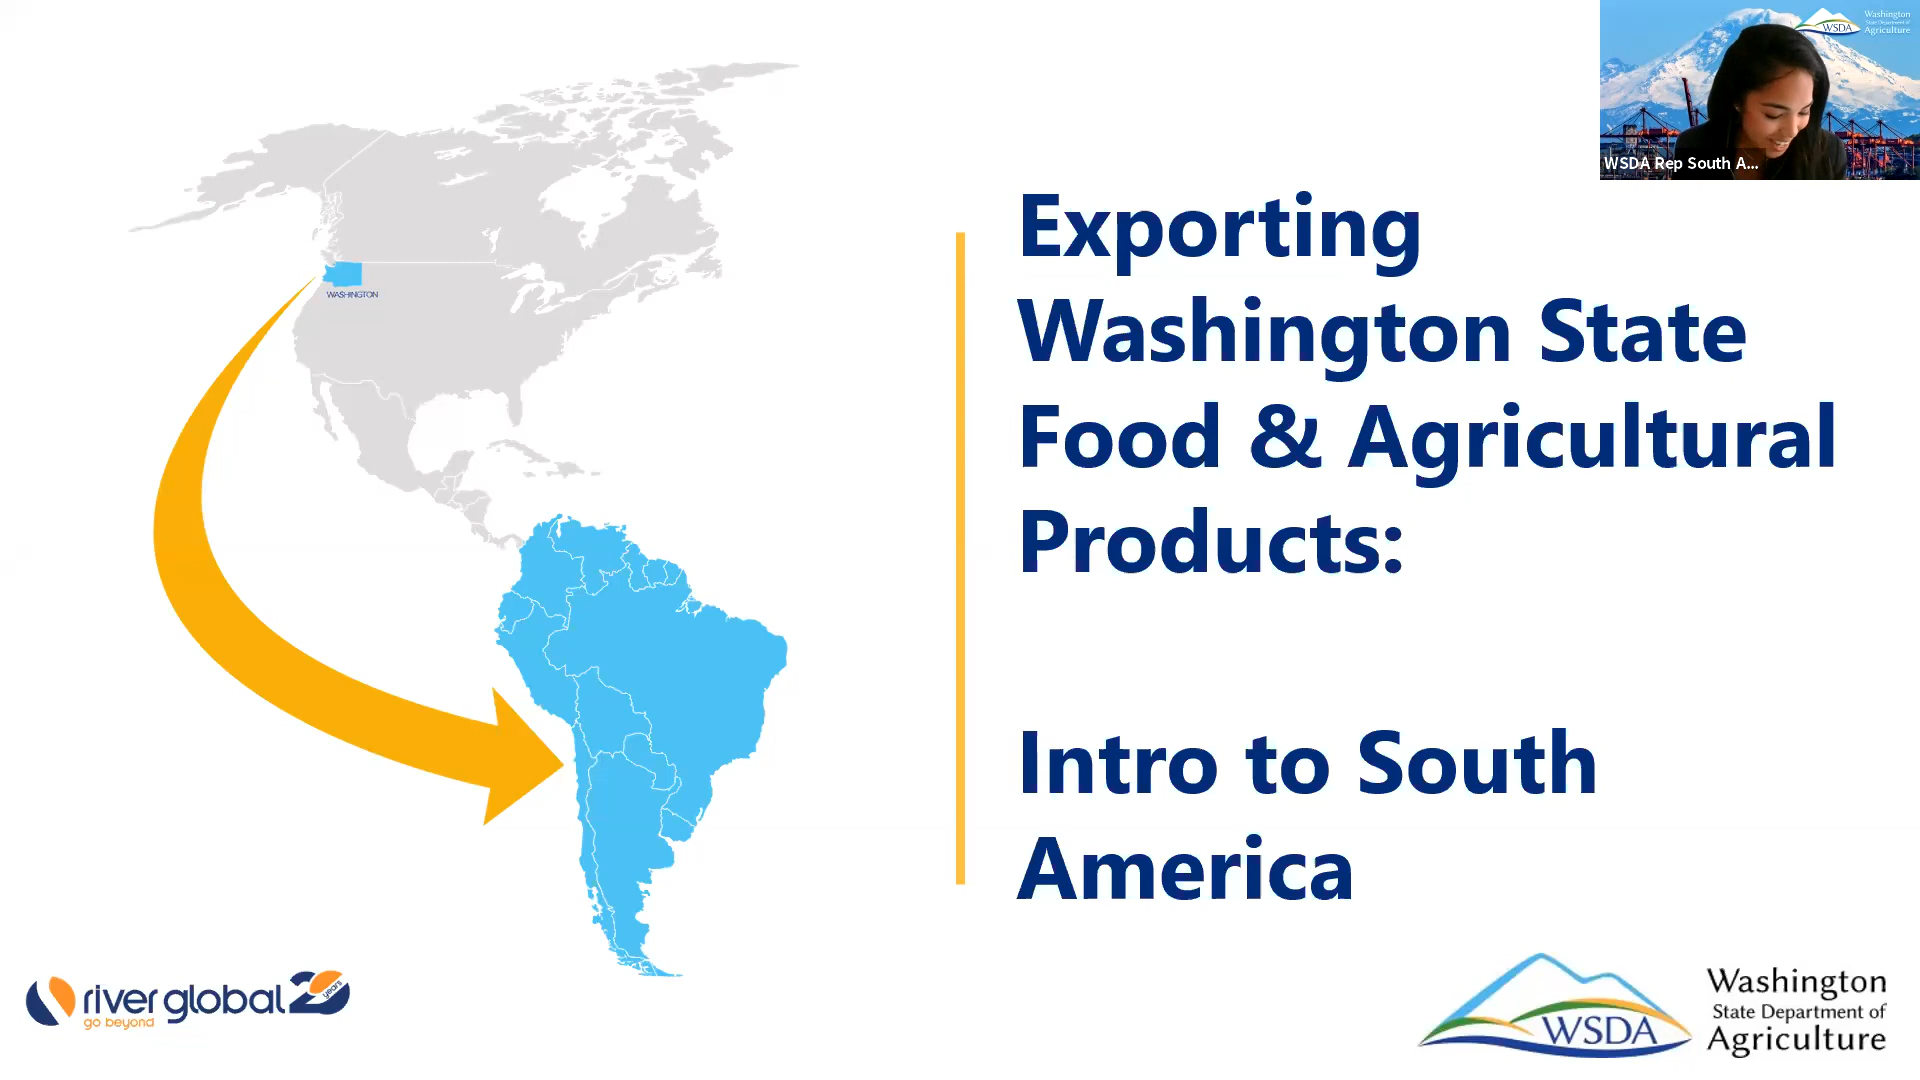 Washington
State Department of
Agriculture
WSDA
WSDA Rep South A...
WASHINGTON
Exporting
Washington State
Food & Agricultural
Products:
Intro to South
America
river global 20 years
go beyond
WSDA
Washington
State Department of
Agriculture